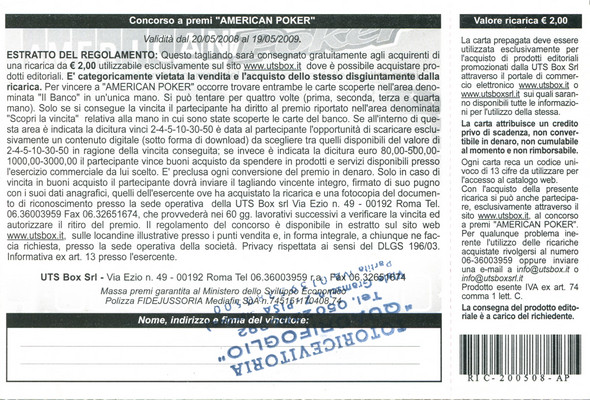 Concorso a premi "AMERICAN POKER"
Validità dal 20/05/2008 al 19/05/2009.
ESTRATTO DEL REGOLAMENTO: Questo tagliando sarà consegnato gratuitamente agli acquirenti di
una ricarica da € 2,00 utilizzabile esclusivamente sul sito www.utsbox.it dove è possibile acquistare pro-
dotti editoriali. E' categoricamente vietata la vendita e l'acquisto dello stesso disgiuntamente dalla
ricarica. Per vincere a "AMERICAN POKER" occorre trovare entrambe le carte scoperte nell'area de-
nominata "Il Banco" in un'unica mano. Si può tentare per quattro volte (prima, seconda, terza e quarta
mano). Solo se si consegue la vincita il partecipante ha diritto al premio riportato nell'area denominata
"Scopri la vincita" relativa alla mano in cui sono state scoperte le carte del banco. Se all'interno di que-
sta area è indicata la dicitura vinci 2-4-5-10-30-50 è data al partecipante l'opportunità di scaricare esclu-
sivamente un contenuto digitale (sotto forma di download) da scegliere tra quelli disponibili del valore di
2-4-5-10-30-50 in ragione della vincita conseguita; se invece è indicata la dicitura euro 80,00-500,00-
1000,00-3000,00 il partecipante vince buoni acquisto da spendere in prodotti e servizi disponibili presso
l'esercizio commerciale da lui scelto. E' preclusa ogni conversione del premio in denaro. Solo in caso di
vincita in buoni acquisto il partecipante dovrà inviare il tagliando vincente integro, firmato di suo pugno
con i suoi dati anagrafici, quelli dell'esercente ove ha acquistato la ricarica e una fotocopia del documen-
to di riconoscimento presso la sede operativa della UTS Box srl Via Ezio n. 49 - 00192 Roma Tel.
06.36003959 Fax 06.32651674, che provvederà nei 60 gg. lavorativi successivi a verificare la vincita ed
autorizzare il ritiro del premio. Il regolamento del concorso è disponibile in estratto sul sito web
www.utsbox.it, sulle locandine illustrative presso i punti vendita e, in forma integrale, a chiunque ne fac-
cia richiesta, presso la sede operativa della società. Privacy rispettata ai sensi del DLGS 196/03.
Informativa ex art. 13 presso l'esercente.
UTS Box Srl - Via Ezio n. 49 - 00192 Roma Tel 06.36003959 r.a. Fax 06.32651674
Massa premi garantita al Ministero dello Sviluppo Economico
Polizza FIDEJUSSORIA Mediafin
Nome, indirizzo e firma del vincitore:
RICEVITORIA
"QUADRIFOGLIO"
Valore ricarica € 2,00
La carta prepagata deve essere
utilizzata esclusivamente per
l'acquisto di prodotti editoriali
promozionati dalla UTS Box Srl
attraverso il portale di commer-
cio elettronico www.utsbox.it o
www.utsboxsrl.it sui quali saran-
no disponibili tutte le informazio-
ni per l'utilizzo della stessa.
La carta attribuisce un credito
privo di scadenza, non conver-
tibile in denaro, non cumulabile
al momento e non rimborsabile.
Ogni carta reca un codice uni-
voco di 13 cifre da utilizzare per
l'accesso al catalogo web.
Con l'acquisto della presente
ricarica si può anche partecipa-
re, esclusivamente attraverso il
sito www.utsbox.it, al concorso
a premi "AMERICAN POKER".
Per qualunque problema ine-
rente l'utilizzo delle ricariche
acquistate rivolgersi al numero
06-36003959 oppure inviare
una e-mail a info@utsbox.it o
info@utsboxsrl.it
Prodotto esente IVA ex art. 74
comma 1 lett. C.
La consegna del prodotto edito-
riale è a carico del richiedente.
RIC-200508-AP